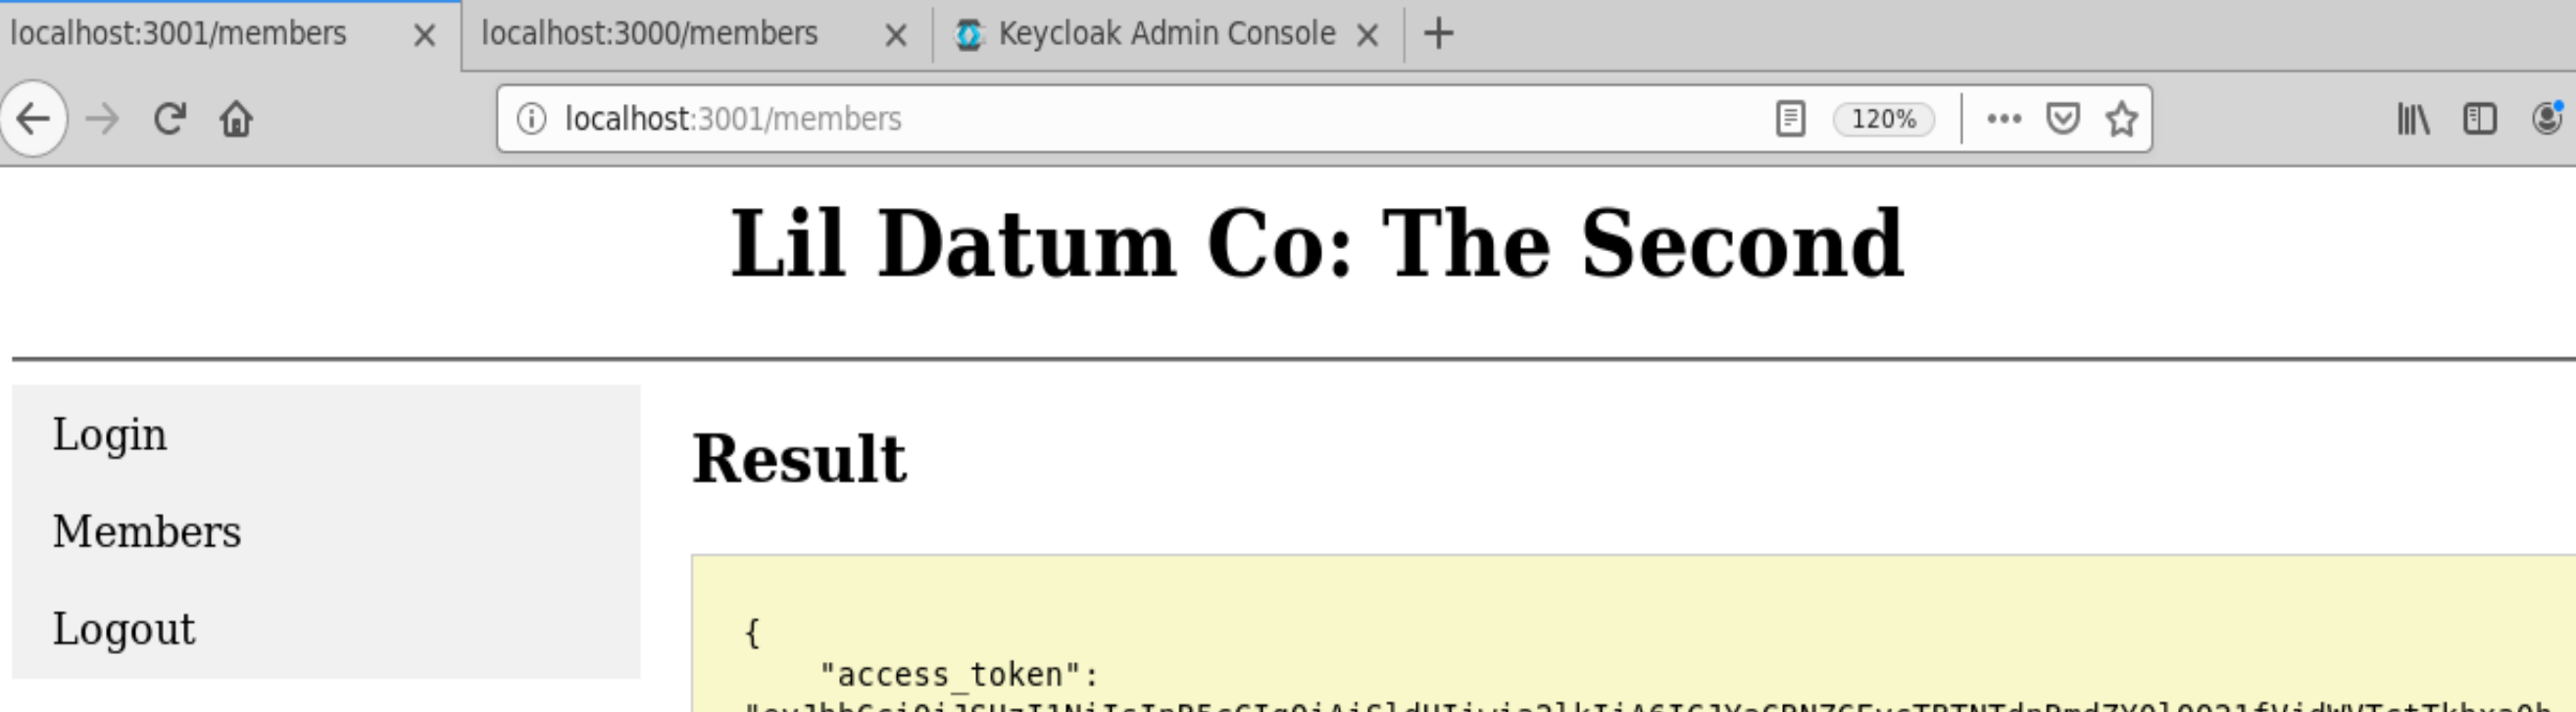 localhost:3001/members
localhost:3000/members
Keycloak Admin Console
localhost:3001/members
120%
Lil Datum Co: The Second
Login
Members
Logout
Result
{
"access_token":